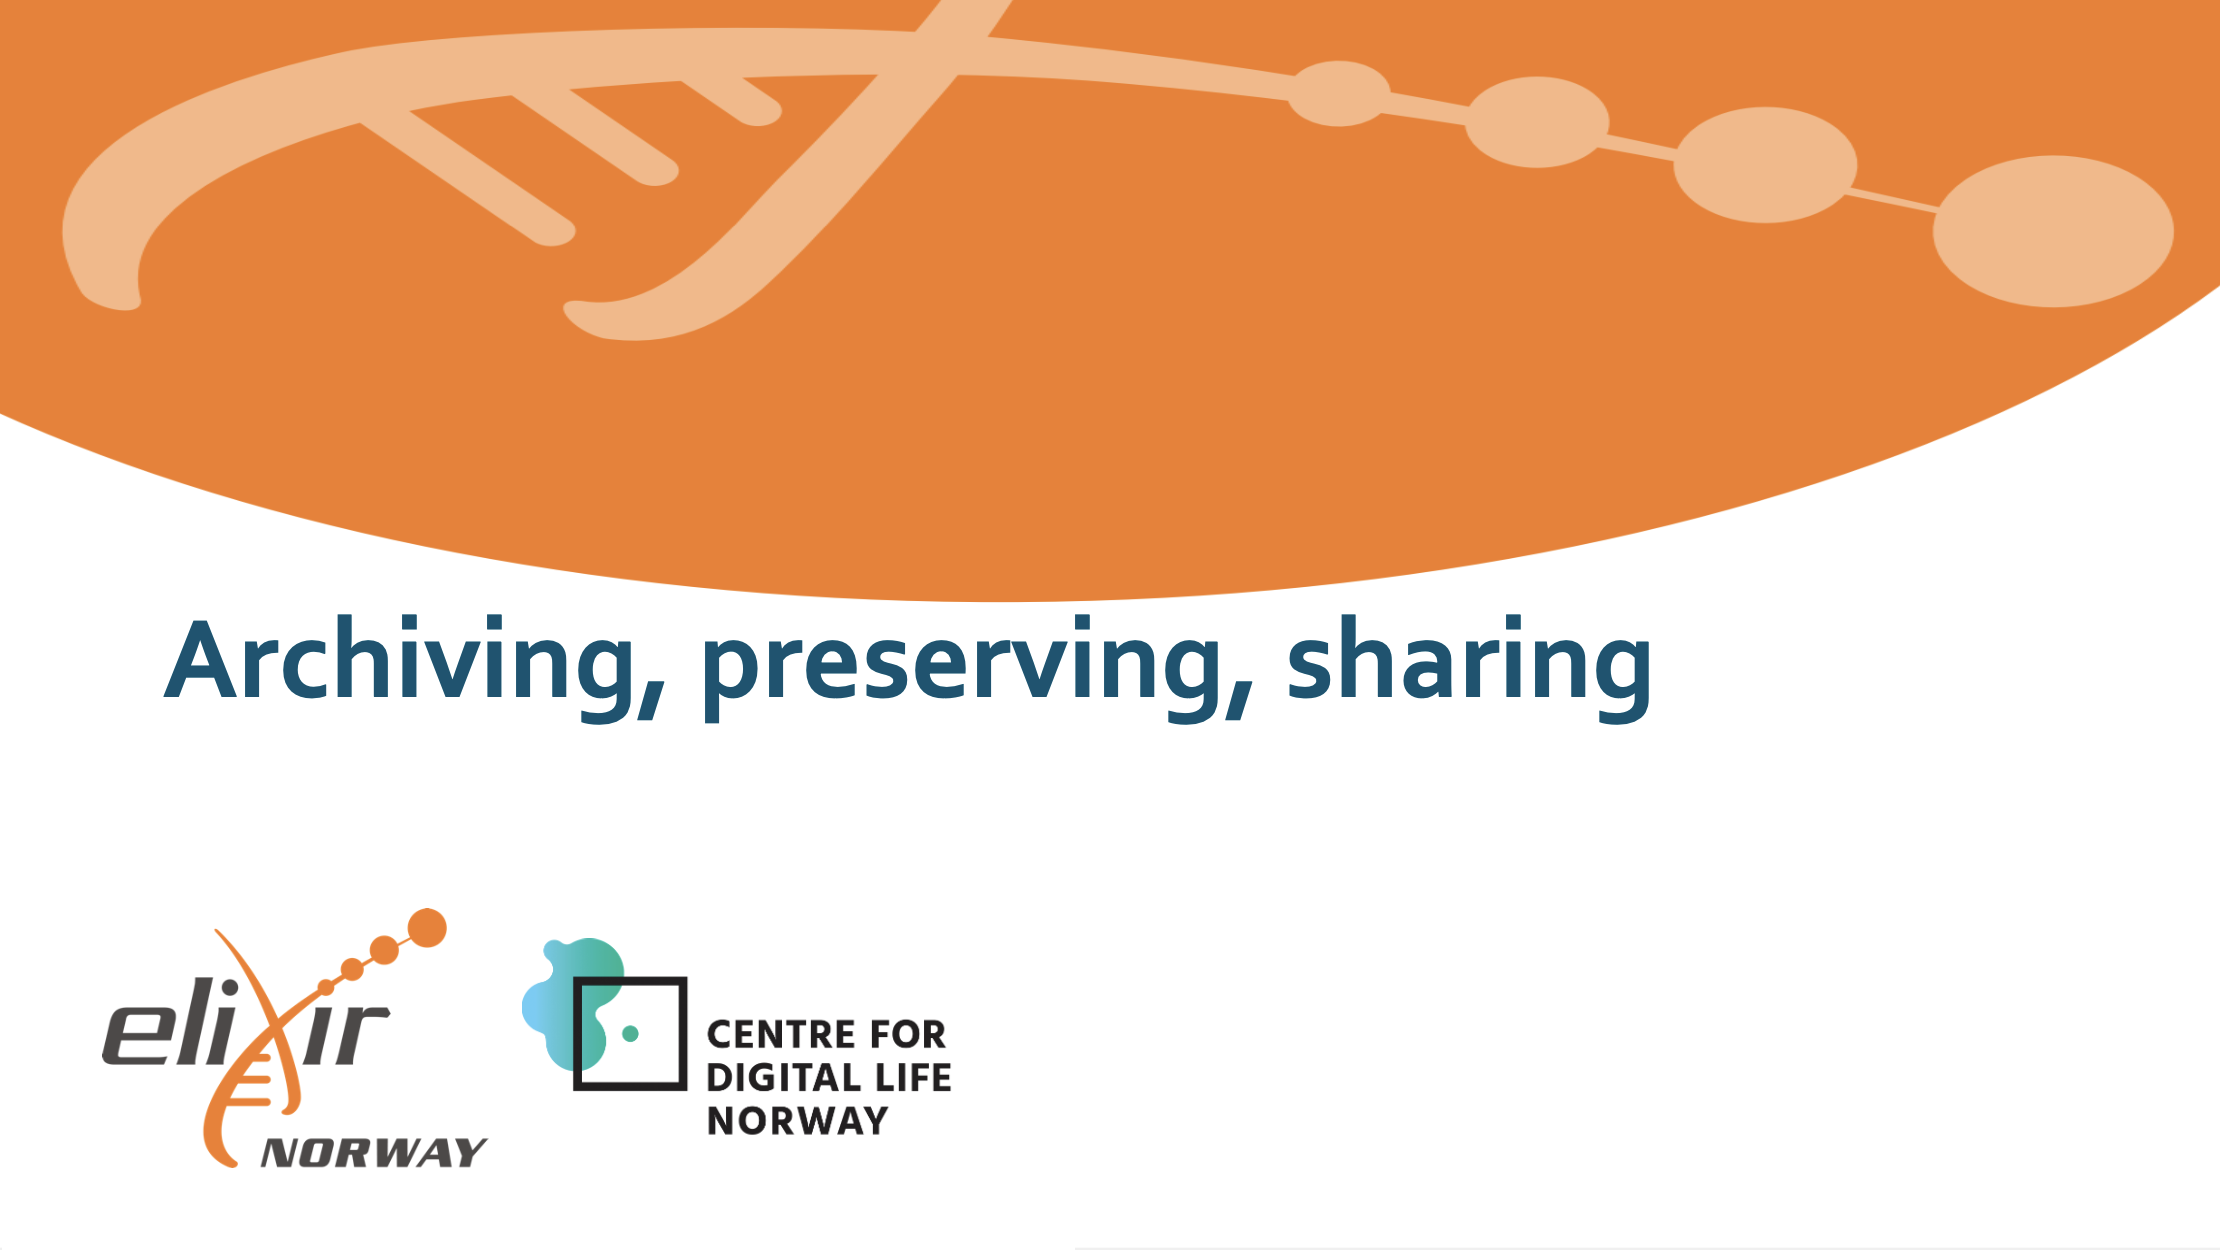 Archiving, preserving, sharing
elixir
NORWAY
CENTRE FOR
DIGITAL LIFE
NORWAY